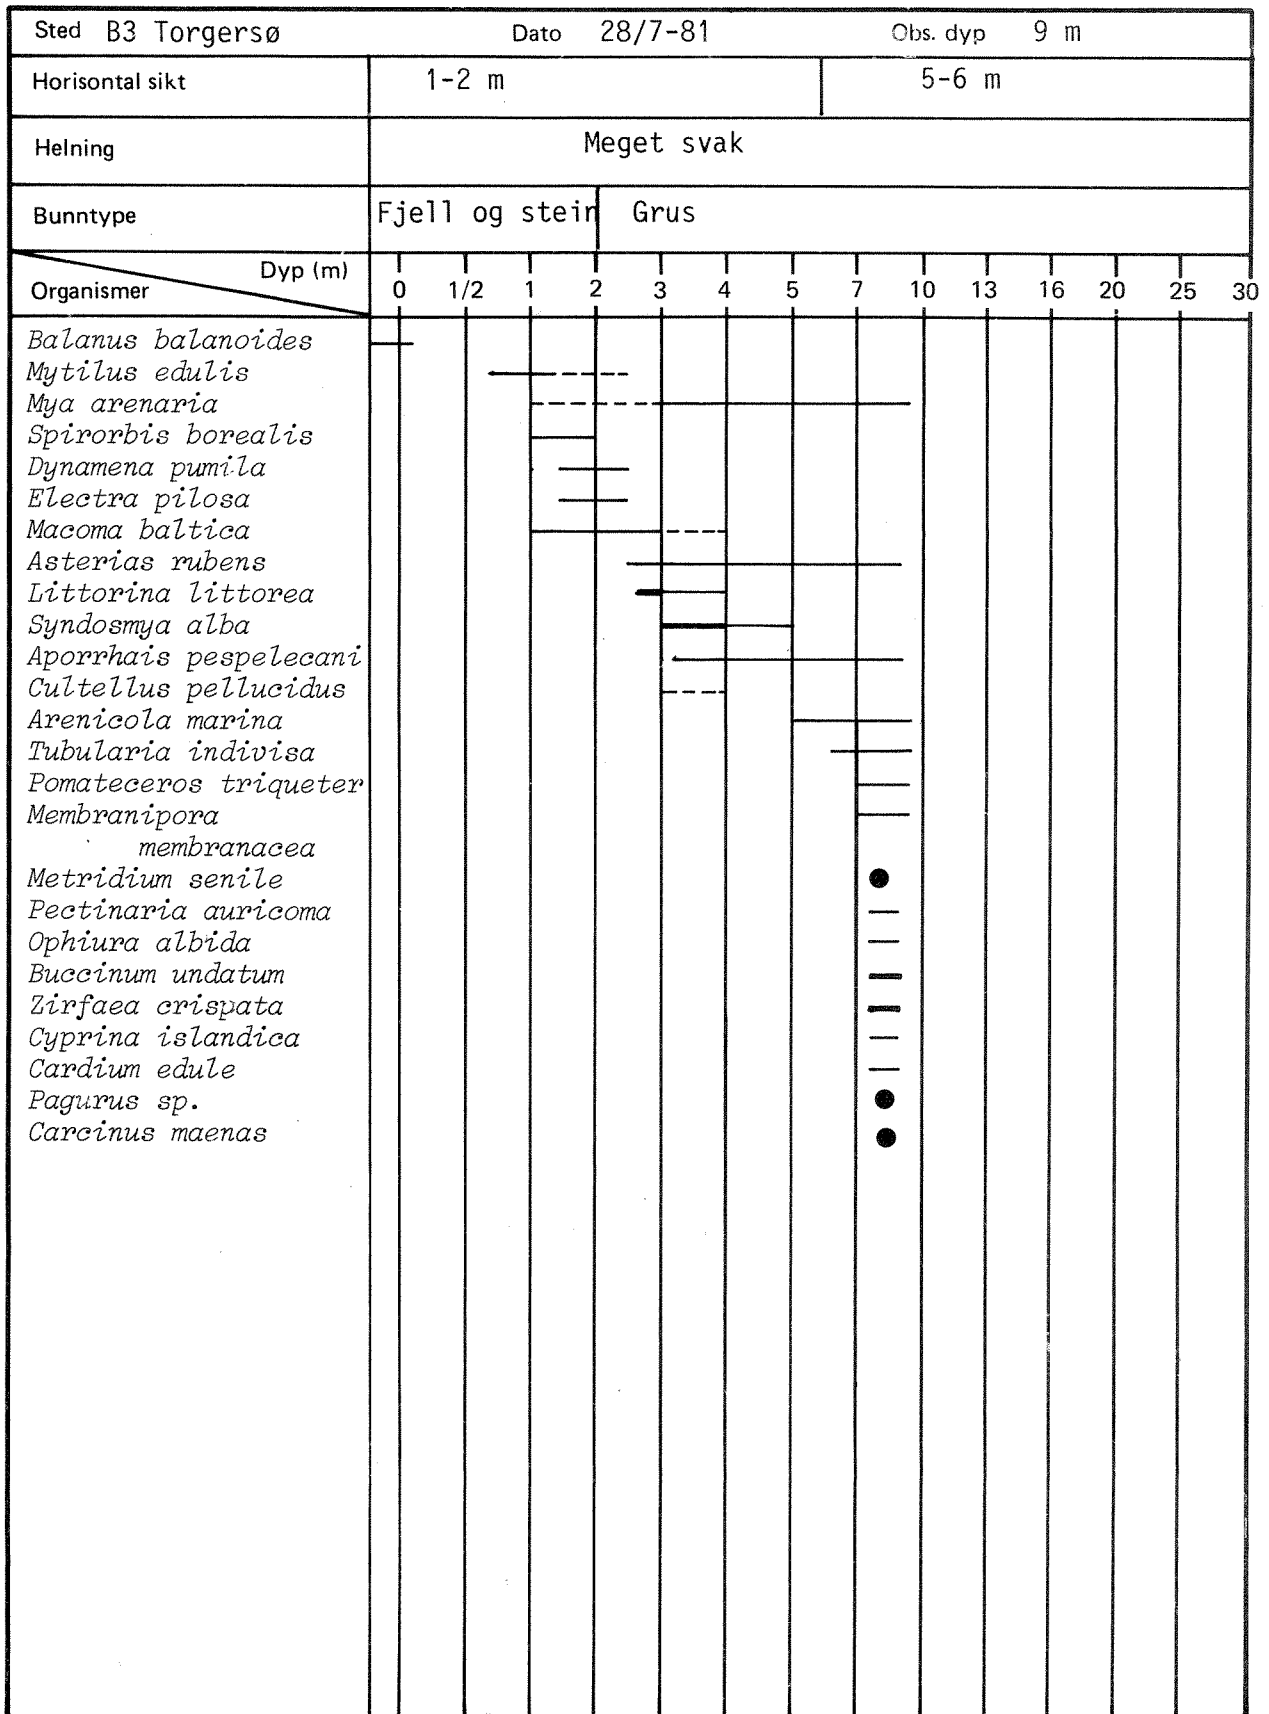 Sted B3 Torgersø Dato 28/7-81 Obs. dyp 9 m
Horisontal sikt 1-2 m 5-6 m
Helning Meget svak
Bunntype Fjell og stein Grus
Dyp (m)
Organismer 0 1/2 1 2 3 4 5 7 10 13 16 20 25 30
Balanus balanoides
Mytilus edulis
Mya arenaria
Spirorbis borealis
Dynamena pumila
Electra pilosa
Macoma baltica
Asterias rubens
Littorina littorea
Syndosmya alba
Aporrhais pespelecani
Cultellus pellucidus
Arenicola marina
Tubularia indivisa
Pomateceros triqueter
Membranipora
membranacea
Metridium senile
Pectinaria auricoma
Ophiura albida
Buccinum undatum
Zirfaea crispata
Cyprina islandica
Cardium edule
Pagurus sp.
Carcinus maenas